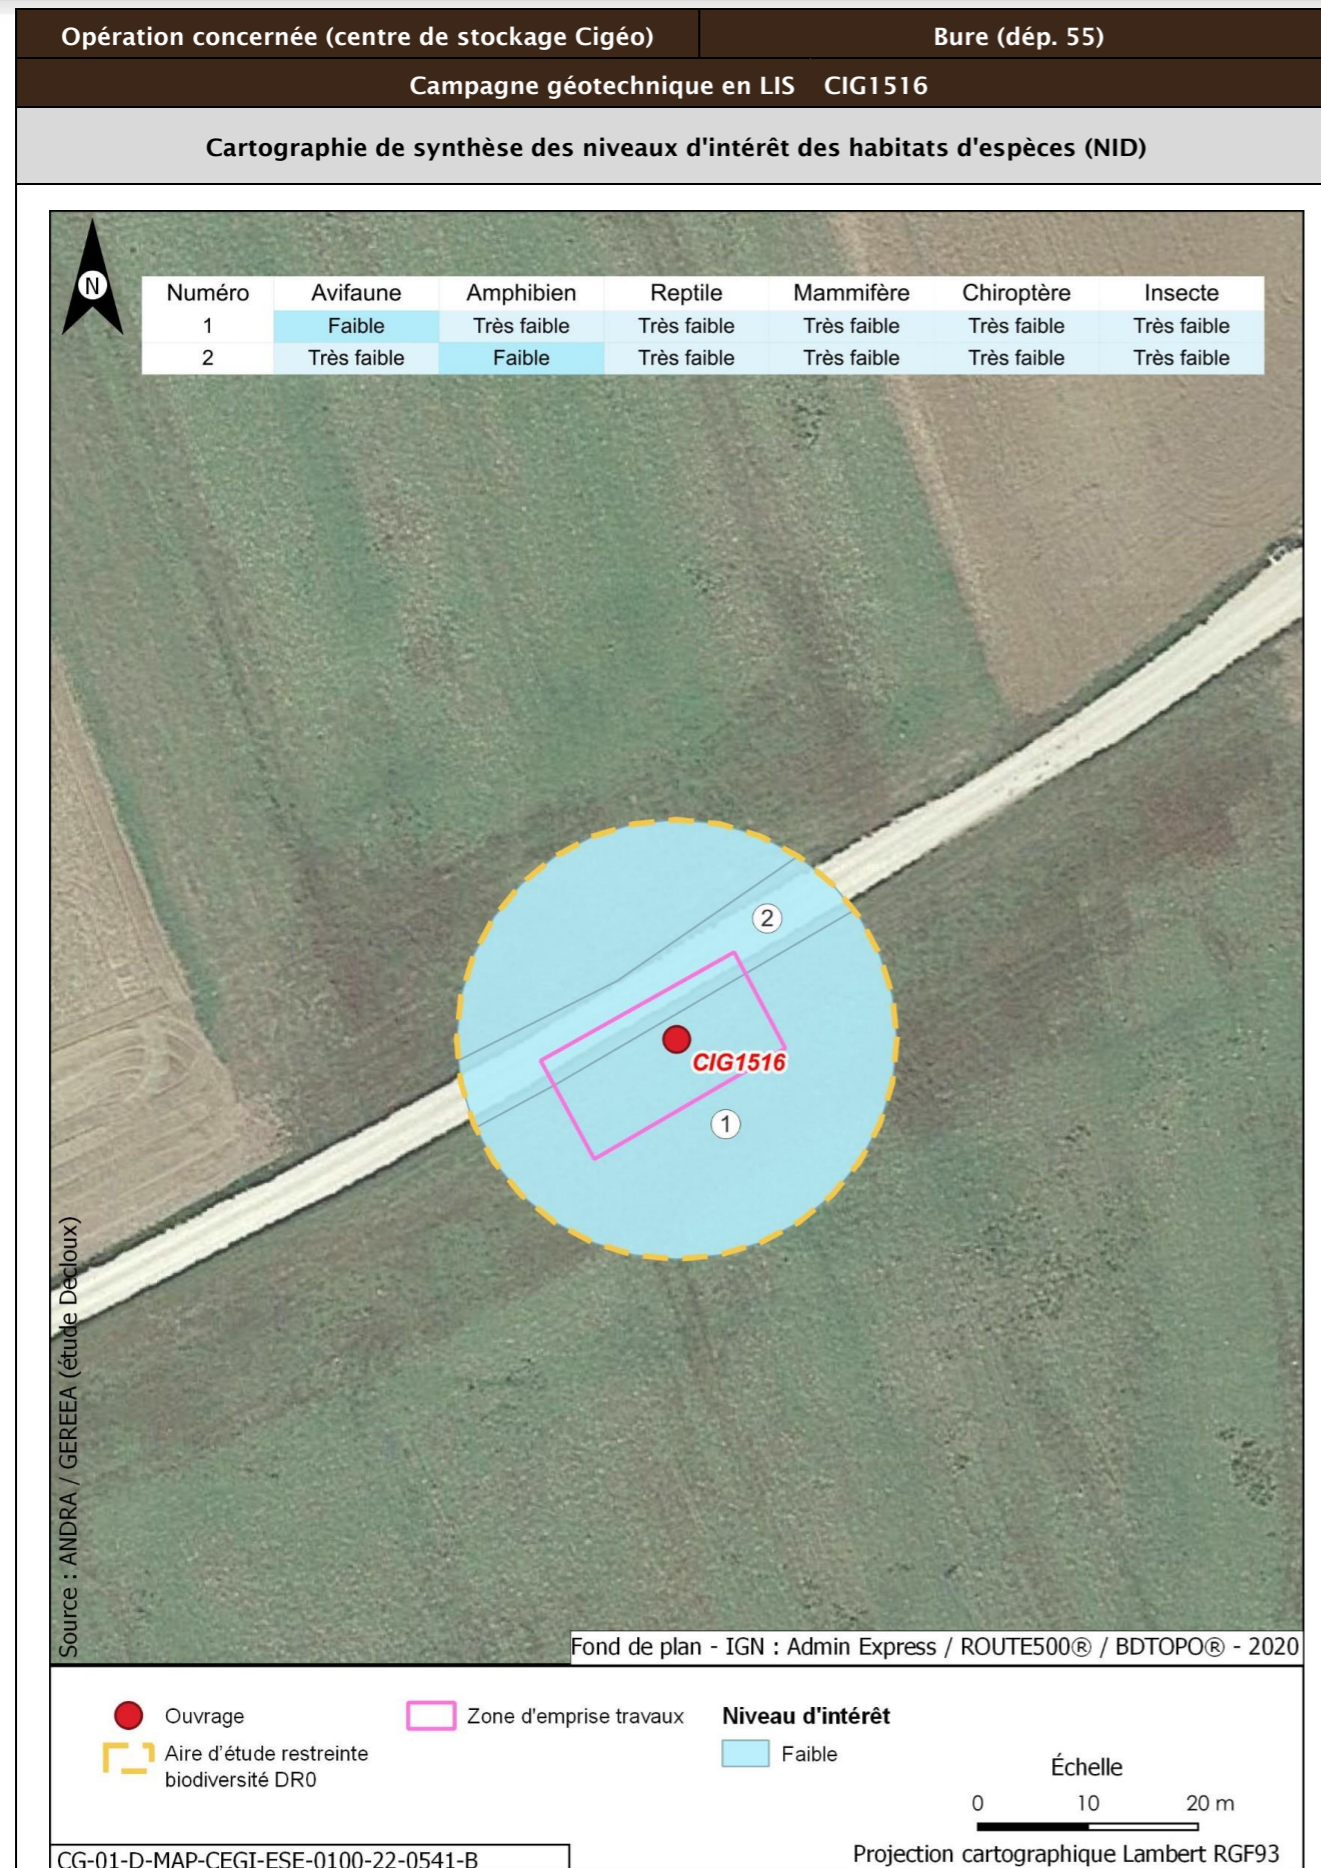 Opération concernée (centre de stockage Cigéo) Bure (dép. 55)
Campagne géotechnique en LIS CIG1516
Cartographie de synthèse des niveaux d'intérêt des habitats d'espèces (NID)
N
Numéro Avifaune Amphibien Reptile Mammifère Chiroptère Insecte
1 Faible Très faible Très faible Très faible Très faible Très faible
2 Très faible Faible Très faible Très faible Très faible Très faible
2
CIG1516
1
Source : ANDRA / GEREEA (étude Decloux)
Fond de plan - IGN : Admin Express / ROUTE500® / BDTOPO® - 2020
Ouvrage
Aire d'étude restreinte
biodiversité DR0
Zone d'emprise travaux
Niveau d'intérêt
Faible
Échelle
0 10 20 m
Projection cartographique Lambert RGF93
CG-01-D-MAP-CEGI-ESE-0100-22-0541-B